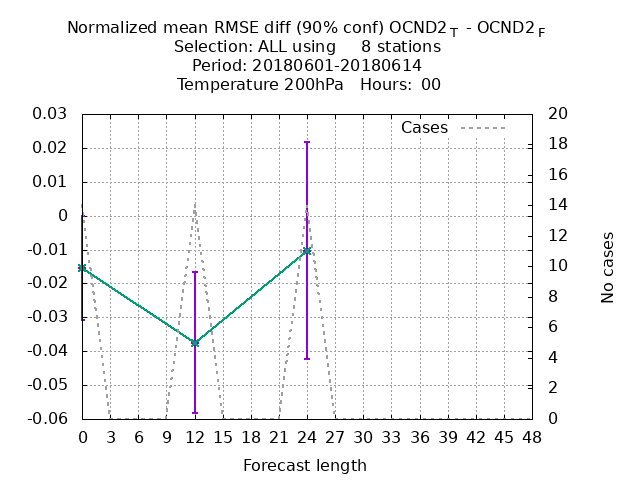 Normalized mean RMSE diff (90% conf) OCND2 T - OCND2 F
Selection: ALL using 8 stations
Period: 20180601-20180614
Temperature 200hPa Hours: 00
Cases
0.03
0.02
0.01
0
-0.01
-0.02
-0.03
-0.04
-0.05
-0.06
20
18
16
14
12
10
8
6
4
2
0
No cases
0 3 6 9 12 15 18 21 24 27 30 33 36 39 42 45 48
Forecast length